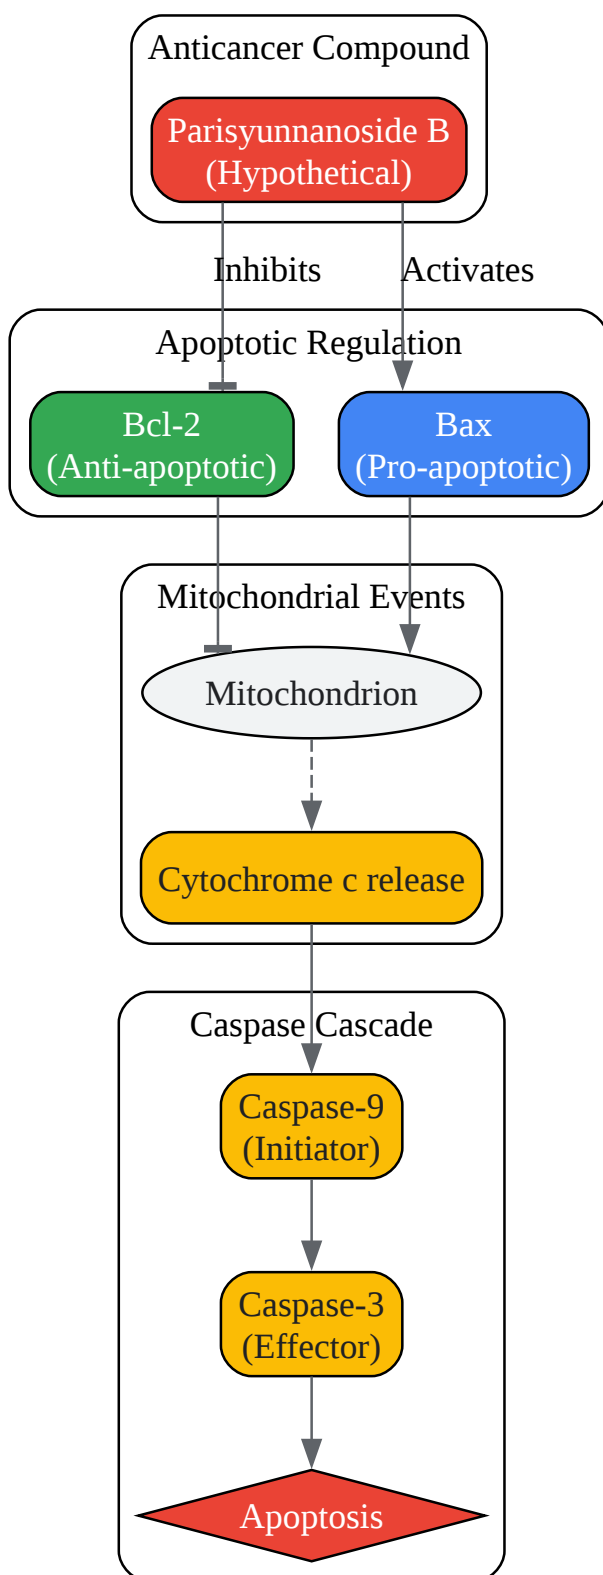 Anticancer Compound
Parisyunnanoside B
(Hypothetical)
Inhibits
Activates
Apoptotic Regulation
Bcl-2
(Anti-apoptotic)
Bax
(Pro-apoptotic)
Mitochondrial Events
Mitochondrion
Cytochrome c release
Caspase Cascade
Caspase-9
(Initiator)
Caspase-3
(Effector)
Apoptosis